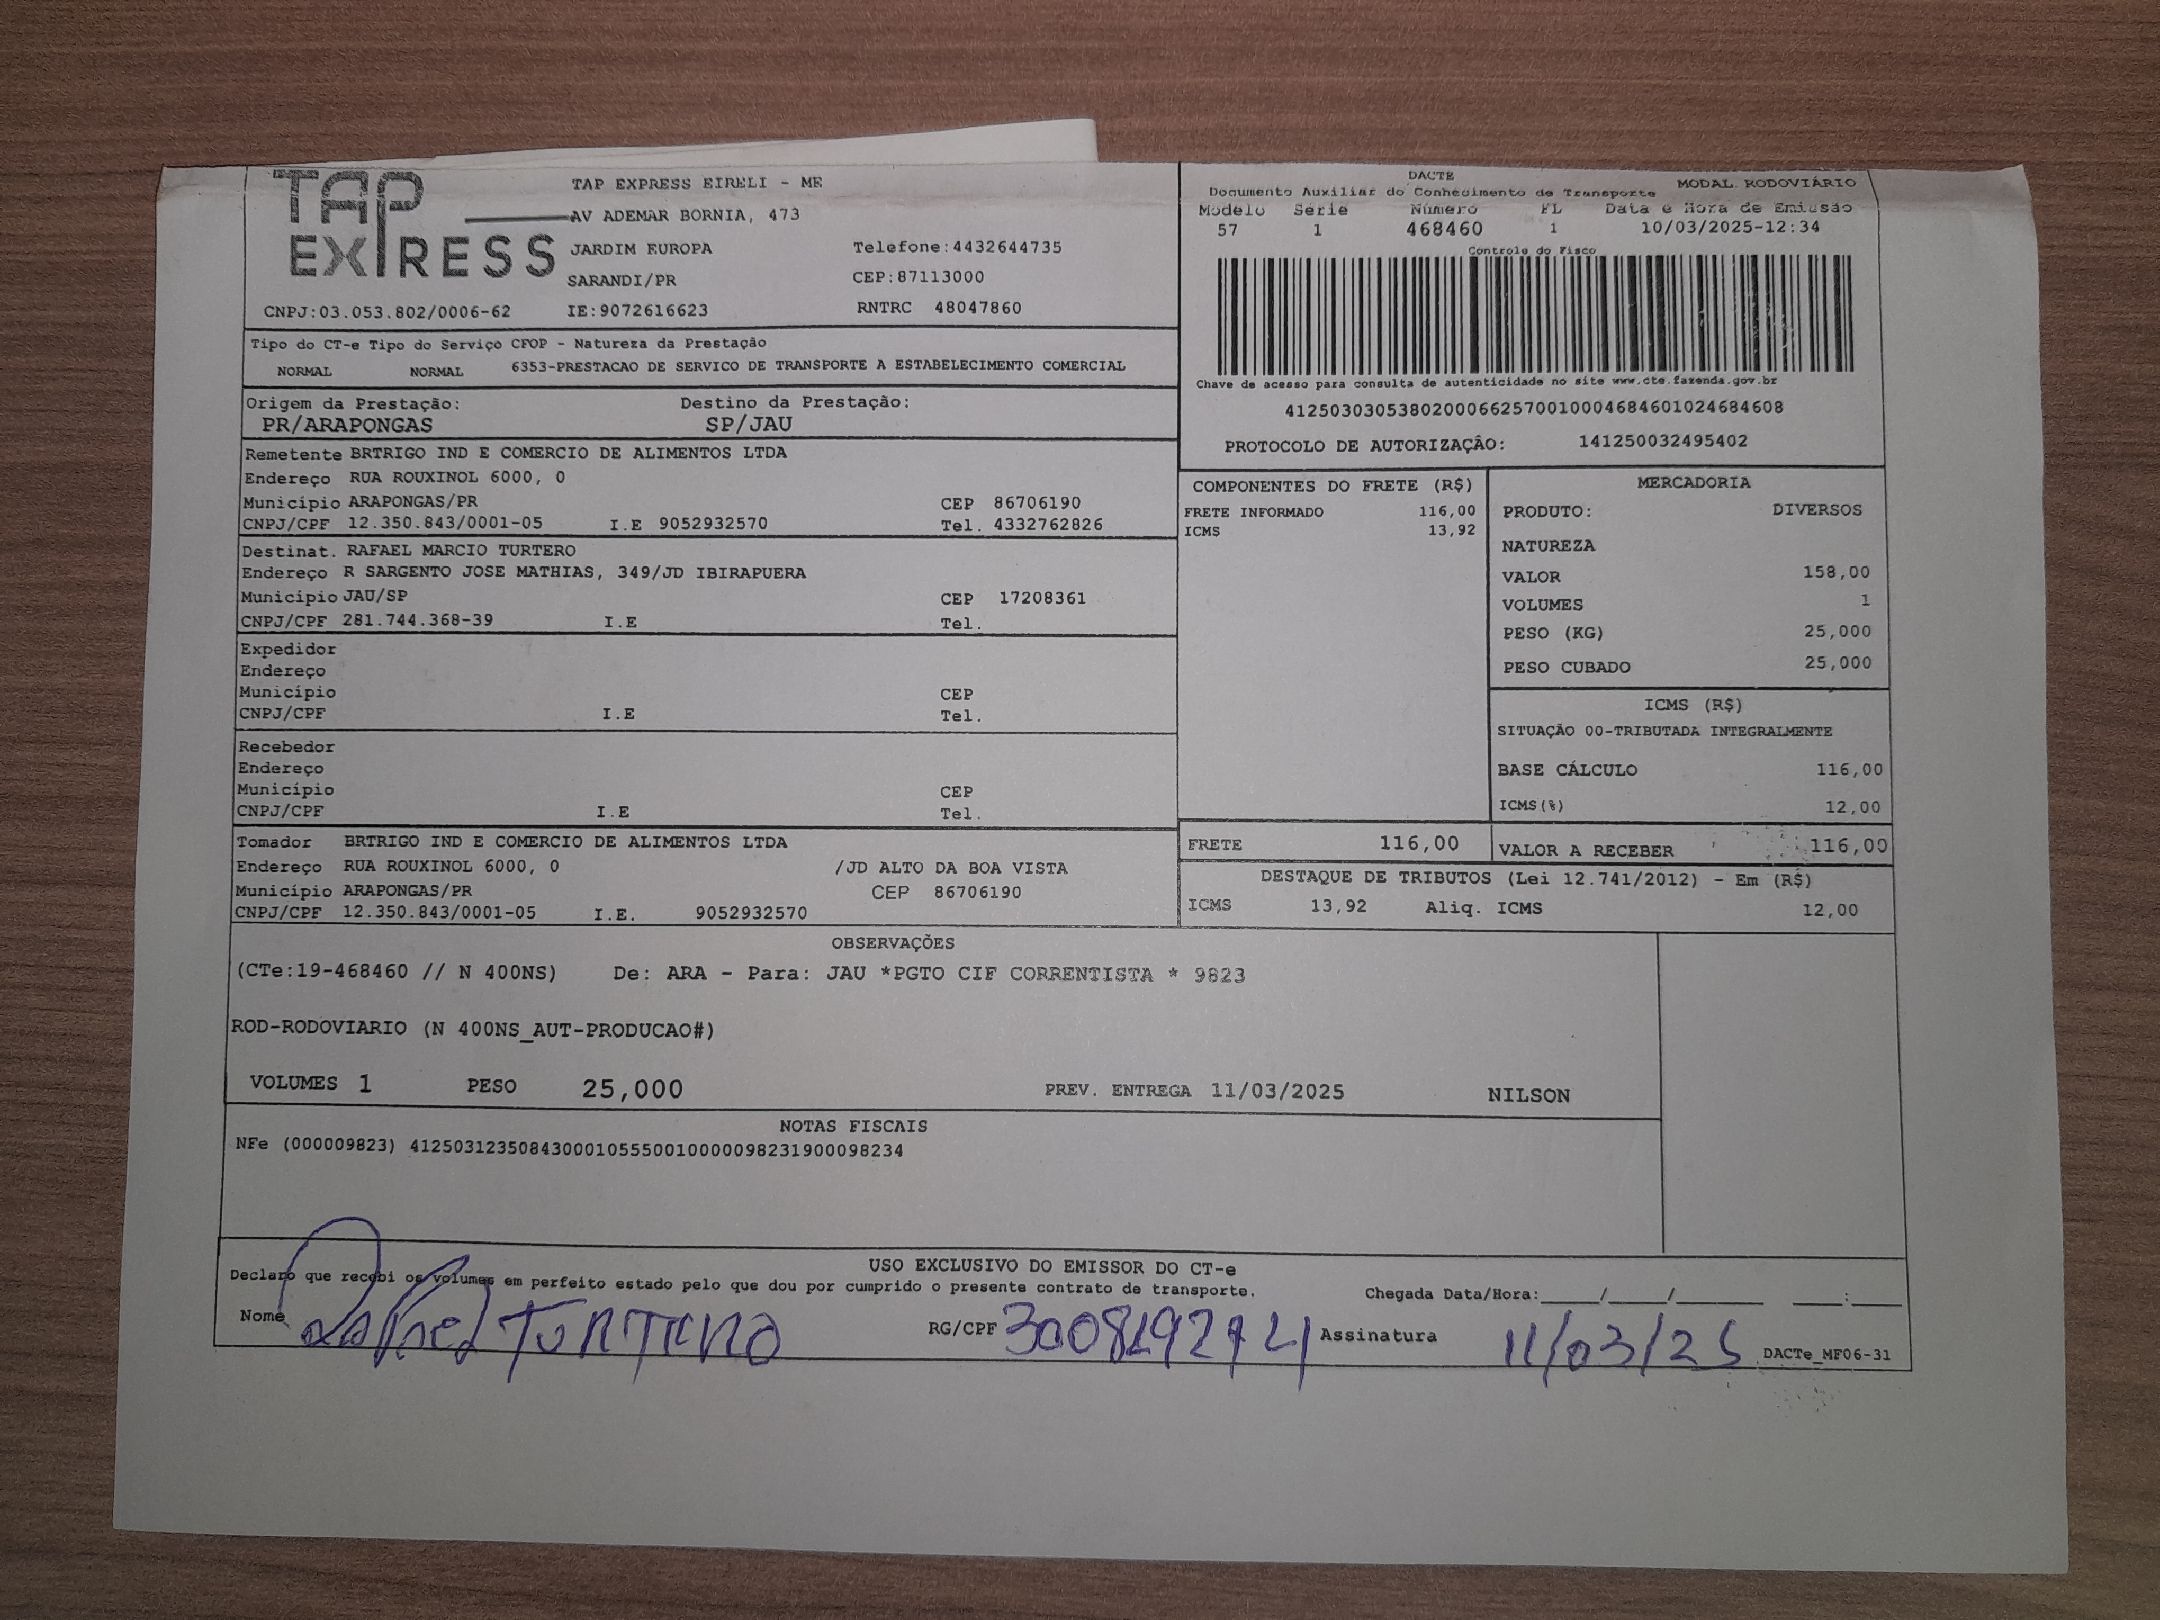 TAP EXPRESS
TAP EXPRESS EIRELI - ME
AV ADEMAR BORNIA, 473
JARDIM EUROPA Telefone:4432644735
SARANDI/PR CEP:87113000
CNPJ:03.053.802/0006-62 IE:9072616623 RNTRC 48047860
DACTE
Documento Auxiliar do Conhecimento de Transporte MODAL RODOVIÁRIO
Modelo Série Número FL Data e Hora de Emissão
57 1 468460 1 10/03/2025-12:34
Controle do Fisco
Chave de acesso para consulta de autenticidade no site www.cte.fazenda.gov.br
41250303053802000662570010004684601024684608
PROTOCOLO DE AUTORIZAÇÃO: 141250032495402
Tipo do CT-e Tipo do Serviço CFOP - Natureza da Prestação
NORMAL NORMAL 6353-PRESTACAO DE SERVICO DE TRANSPORTE A ESTABELECIMENTO COMERCIAL
Origem da Prestação: Destino da Prestação:
PR/ARAPONGAS SP/JAU
Remetente BRTRIGO IND E COMERCIO DE ALIMENTOS LTDA
Endereço RUA ROUXINOL 6000, 0
Município ARAPONGAS/PR CEP 86706190
CNPJ/CPF 12.350.843/0001-05 I.E 9052932570 Tel. 4332762826
Destinat. RAFAEL MARCIO TURTERO
Endereço R SARGENTO JOSE MATHIAS, 349/JD IBIRAPUERA
Município JAU/SP CEP 17208361
CNPJ/CPF 281.744.368-39 I.E Tel.
Expedidor
Endereço
Município CEP
CNPJ/CPF I.E Tel.
Recebedor
Endereço
Município CEP
CNPJ/CPF I.E Tel.
Tomador BRTRIGO IND E COMERCIO DE ALIMENTOS LTDA
Endereço RUA ROUXINOL 6000, 0 /JD ALTO DA BOA VISTA
Município ARAPONGAS/PR CEP 86706190
CNPJ/CPF 12.350.843/0001-05 I.E. 9052932570
COMPONENTES DO FRETE (R$)
FRETE INFORMADO 116,00
ICMS 13,92
MERCADORIA
PRODUTO: DIVERSOS
NATUREZA
VALOR 158,00
VOLUMES 1
PESO (KG) 25,000
PESO CUBADO 25,000
ICMS (R$)
SITUAÇÃO 00-TRIBUTADA INTEGRALMENTE
BASE CÁLCULO 116,00
ICMS(%) 12,00
FRETE 116,00 VALOR A RECEBER 116,00
DESTAQUE DE TRIBUTOS (Lei 12.741/2012) - Em (R$)
ICMS 13,92 Aliq. ICMS 12,00
OBSERVAÇÕES
(CTe:19-468460 // N 400NS) De: ARA - Para: JAU *PGTO CIF CORRENTISTA * 9823
ROD-RODOVIARIO (N 400NS_AUT-PRODUCAO#)
VOLUMES 1 PESO 25,000 PREV. ENTREGA 11/03/2025 NILSON
NOTAS FISCAIS
NFe (000009823) 41250312350843000105550010000098231900098234
USO EXCLUSIVO DO EMISSOR DO CT-e
Declaro que recebi os volumes em perfeito estado pelo que dou por cumprido o presente contrato de transporte.
Chegada Data/Hora:____/____/______ ___:___
Nome Rafael TURTERO RG/CPF Assinatura 11/03/25 DACTe_MF06-31